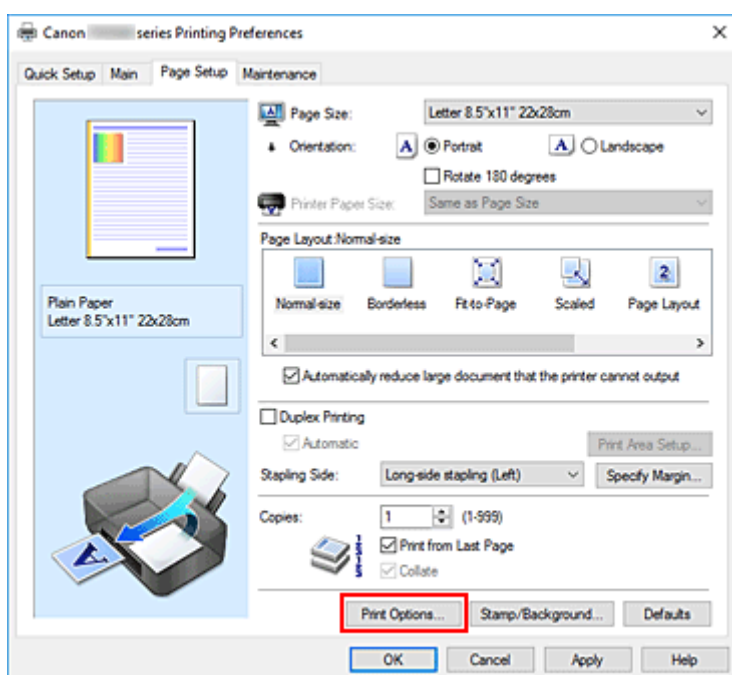 Canon series Printing Preferences
Quick Setup Main Page Setup Maintenance
Page Size: Letter 8.5"x11" 22x28cm
Orientation: A Portrait A Landscape
Rotate 180 degrees
Printer Paper Size: Same as Page Size
Page Layout:Normal-size
2
Normal-size Borderless Fit-to-Page Scaled Page Layout
Automatically reduce large document that the printer cannot output
Plain Paper
Letter 8.5"x11" 22x28cm
Duplex Printing
Automatic Print Area Setup...
Stapling Side: Long-side stapling (Left) Specify Margin...
Copies: 1 (1-999)
Print from Last Page
Collate
A
Print Options... Stamp/Background... Defaults
OK Cancel Apply Help